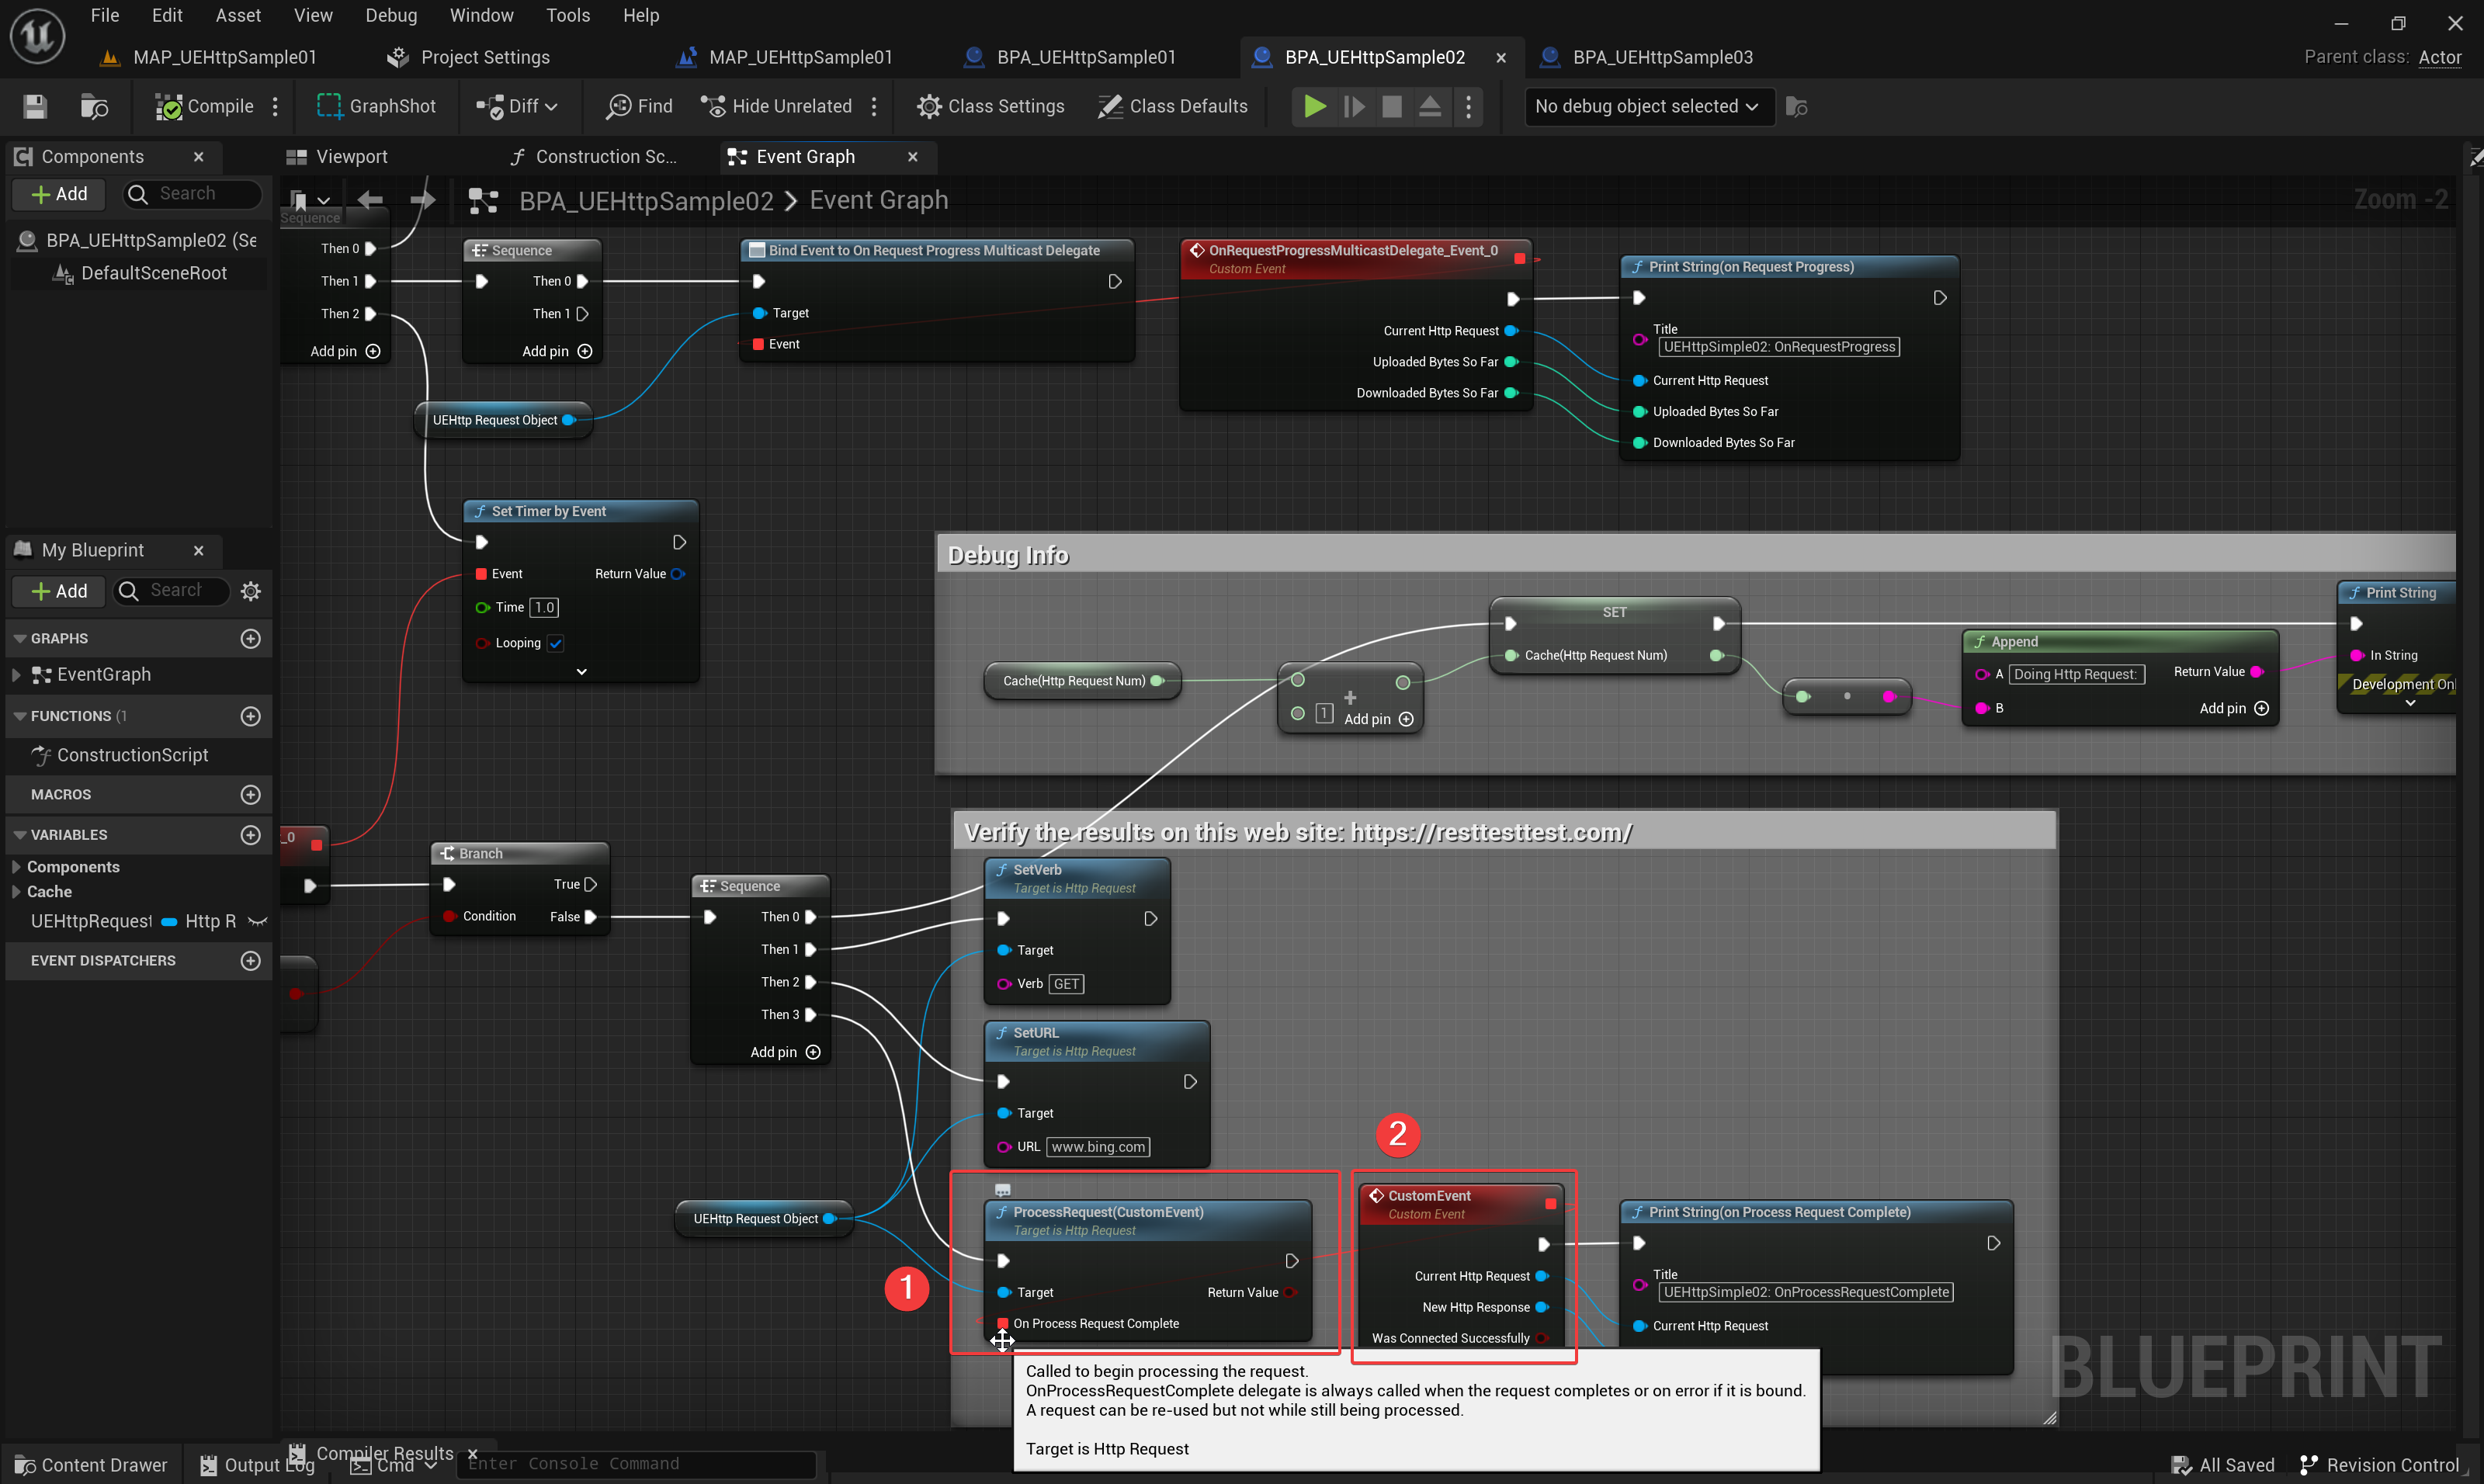 File Edit Asset View Debug Window Tools Help
MAP_UEHttpSample01 Project Settings MAP_UEHttpSample01 BPA_UEHttpSample01 BPA_UEHttpSample02 BPA_UEHttpSample03 Parent class: Actor
Compile GraphShot Diff Find Hide Unrelated Class Settings Class Defaults No debug object selected
Components
Add Search
BPA_UEHttpSample02 (Se
DefaultSceneRoot
My Blueprint
Add Search
GRAPHS
EventGraph
FUNCTIONS (1
ConstructionScript
MACROS
VARIABLES
Components
Cache
UEHttpRequest Http R
EVENT DISPATCHERS
Viewport Construction Sc... Event Graph
BPA_UEHttpSample02 > Event Graph
Zoom -2
Sequence
Then 0
Then 1
Then 2
Add pin
Sequence
Then 0
Then 1
Add pin
UEHttp Request Object
Bind Event to On Request Progress Multicast Delegate
Target
Event
OnRequestProgressMulticastDelegate_Event_0
Custom Event
Current Http Request
Uploaded Bytes So Far
Downloaded Bytes So Far
Print String(on Request Progress)
Title
UEHttpSimple02: OnRequestProgress
Current Http Request
Uploaded Bytes So Far
Downloaded Bytes So Far
Set Timer by Event
Event Return Value
Time 1.0
Looping
Debug Info
Cache(Http Request Num)
1 Add pin
SET
Cache(Http Request Num)
Append
A Doing Http Request: Return Value
B Add pin
Print String
In String
Development Onl
_0
Branch
True
Condition False
Sequence
Then 0
Then 1
Then 2
Then 3
Add pin
UEHttp Request Object
Verify the results on this web site: https://resttesttest.com/
SetVerb
Target is Http Request
Target
Verb GET
SetURL
Target is Http Request
Target
URL www.bing.com
1
ProcessRequest(CustomEvent)
Target is Http Request
Target Return Value
On Process Request Complete
2
CustomEvent
Custom Event
Current Http Request
New Http Response
Was Connected Successfully
Print String(on Process Request Complete)
Title
UEHttpSimple02: OnProcessRequestComplete
Current Http Request
Called to begin processing the request.
OnProcessRequestComplete delegate is always called when the request completes or on error if it is bound.
A request can be re-used but not while still being processed.
Target is Http Request
BLUEPRINT
Compiler Results
Content Drawer Output Log Cmd Enter Console Command All Saved Revision Control